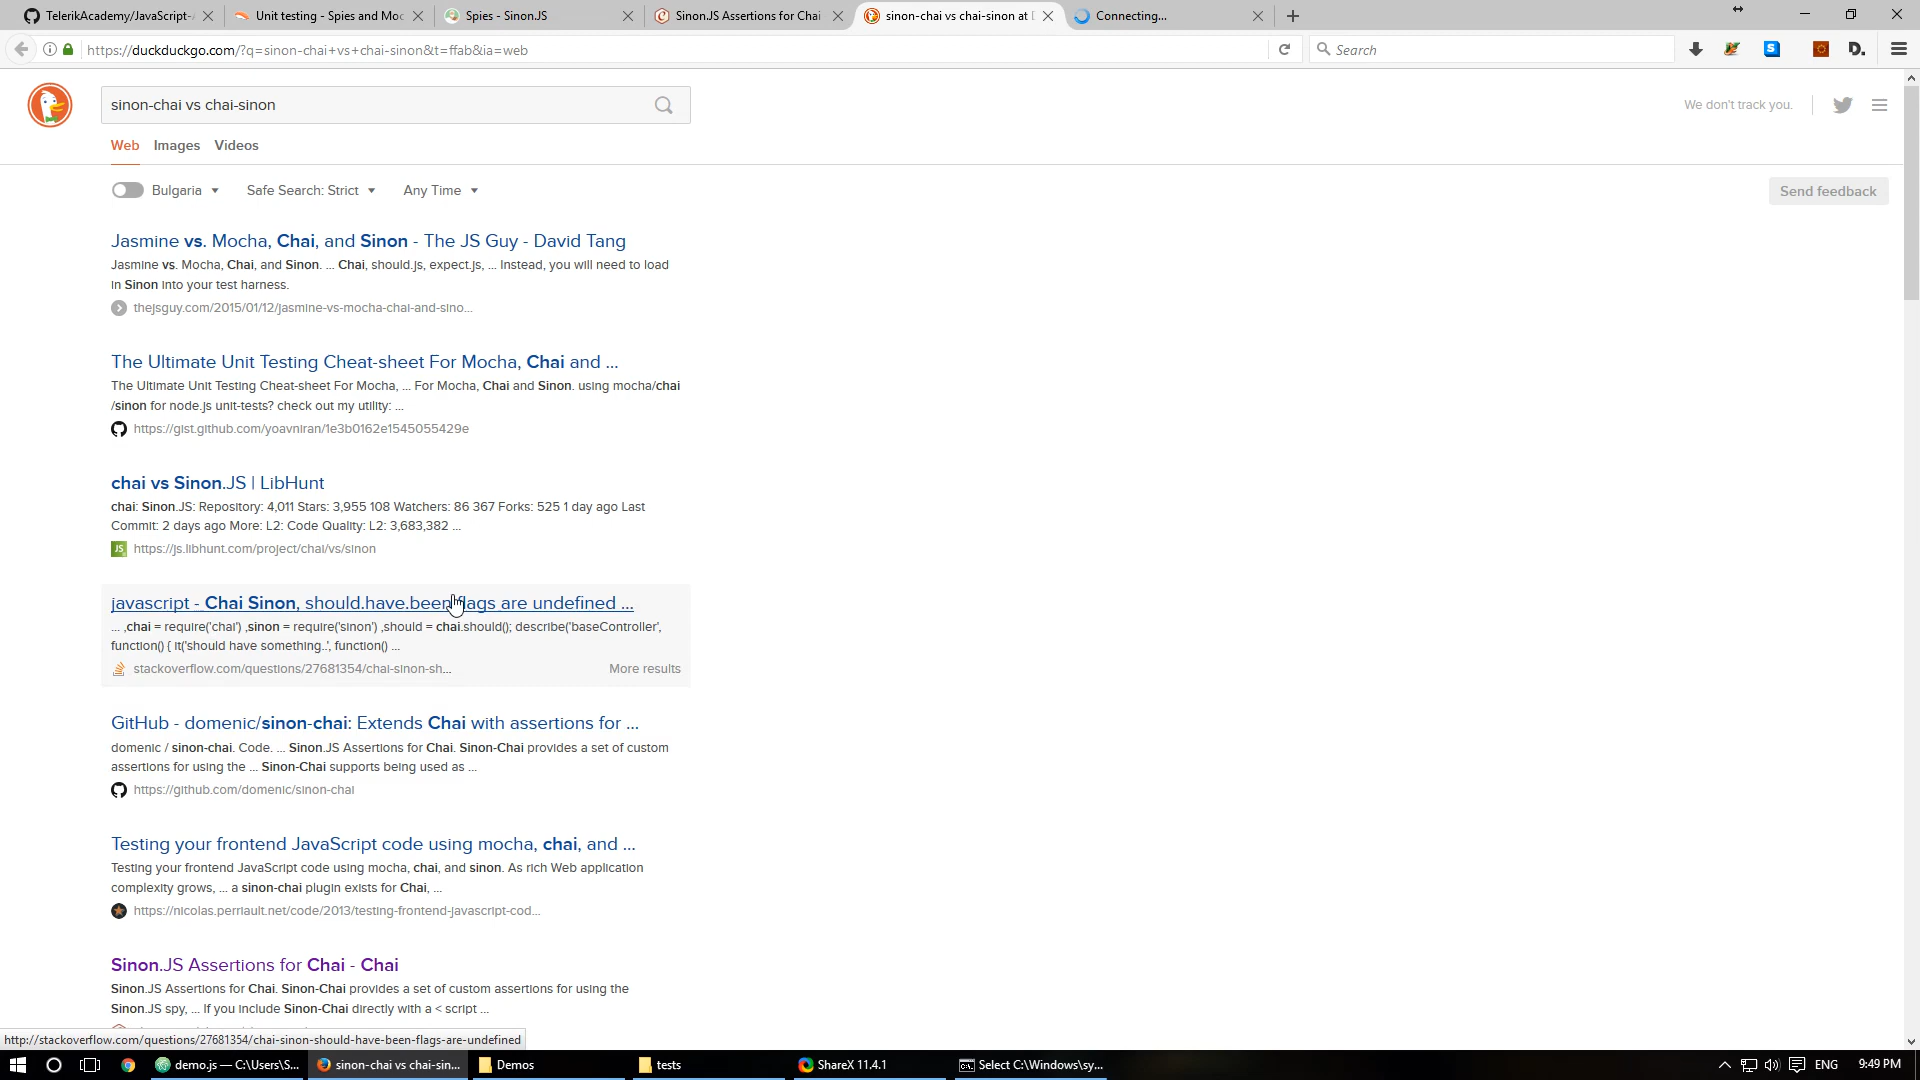 TelerikAcademy/JavaScript-
Unit testing - Spies and Moc
Spies - Sinon.JS
Sinon.JS Assertions for Chai
sinon-chai vs chai-sinon at
Connecting...
https://duckduckgo.com/?q=sinon-chai+vs+chai-sinon&t=ffab&ia=web
Search
sinon-chai vs chai-sinon
We don't track you.
Web Images Videos
Bulgaria Safe Search: Strict Any Time
Send feedback
Jasmine vs. Mocha, Chai, and Sinon - The JS Guy - David Tang
Jasmine vs. Mocha, Chai, and Sinon. ... Chai, should.js, expect.js, ... Instead, you will need to load
in Sinon into your test harness.
thejsguy.com/2015/01/12/jasmine-vs-mocha-chai-and-sino...
The Ultimate Unit Testing Cheat-sheet For Mocha, Chai and ...
The Ultimate Unit Testing Cheat-sheet For Mocha, ... For Mocha, Chai and Sinon. using mocha/chai
/sinon for node.js unit-tests? check out my utility: ...
https://gist.github.com/yoavniran/1e3b0162e1545055429e
chai vs Sinon.JS | LibHunt
chai: Sinon.JS: Repository: 4,011 Stars: 3,955 108 Watchers: 86 367 Forks: 525 1 day ago Last
Commit: 2 days ago More: L2: Code Quality: L2: 3,683,382 ...
JS https://js.libhunt.com/project/chai/vs/sinon
javascript - Chai Sinon, should.have.been flags are undefined ...
... ,chai = require('chai') ,sinon = require('sinon') ,should = chai.should(); describe('baseController',
function() { it('should have something..', function() ...
stackoverflow.com/questions/27681354/chai-sinon-sh...
More results
GitHub - domenic/sinon-chai: Extends Chai with assertions for ...
domenic / sinon-chai. Code. ... Sinon.JS Assertions for Chai. Sinon-Chai provides a set of custom
assertions for using the ... Sinon-Chai supports being used as ...
https://github.com/domenic/sinon-chai
Testing your frontend JavaScript code using mocha, chai, and ...
Testing your frontend JavaScript code using mocha, chai, and sinon. As rich Web application
complexity grows, ... a sinon-chai plugin exists for Chai, ...
https://nicolas.perriault.net/code/2013/testing-frontend-javascript-cod...
Sinon.JS Assertions for Chai - Chai
Sinon.JS Assertions for Chai. Sinon-Chai provides a set of custom assertions for using the
Sinon.JS spy, ... If you include Sinon-Chai directly with a < script ...
http://stackoverflow.com/questions/27681354/chai-sinon-should-have-been-flags-are-undefined
demo.js — C:\Users\S...
sinon-chai vs chai-sin...
Demos
tests
ShareX 11.4.1
Select C:\Windows\sy...
ENG
9:49 PM